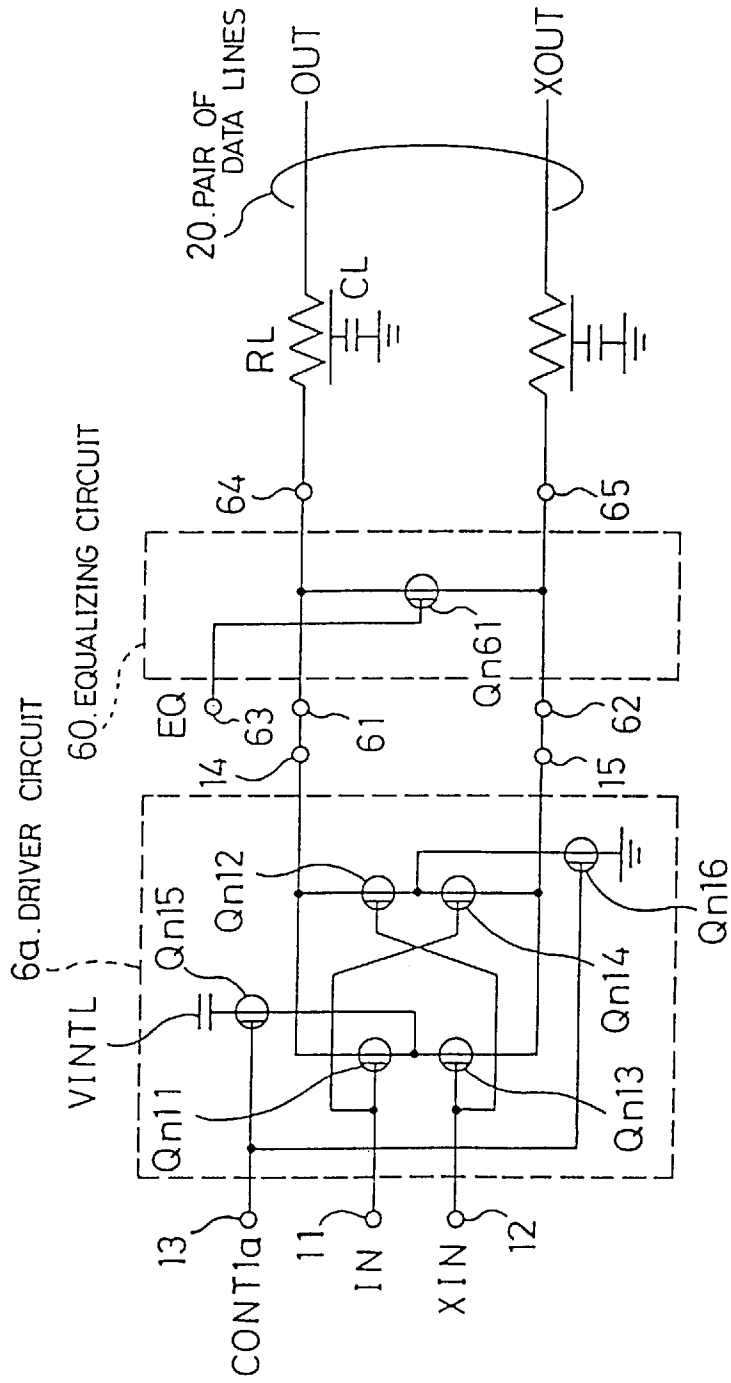 6a. DRIVER CIRCUIT
60. EQUALIZING CIRCUIT
20. PAIR OF
DATA LINES
VINTL
Qn15
Qn12
14
EQ
63
61
64
RL
CL
OUT
13
CONT1a
Qn11
11
IN
XIN
12
Qn13
Qn14
Qn16
15
62
Qn61
65
XOUT